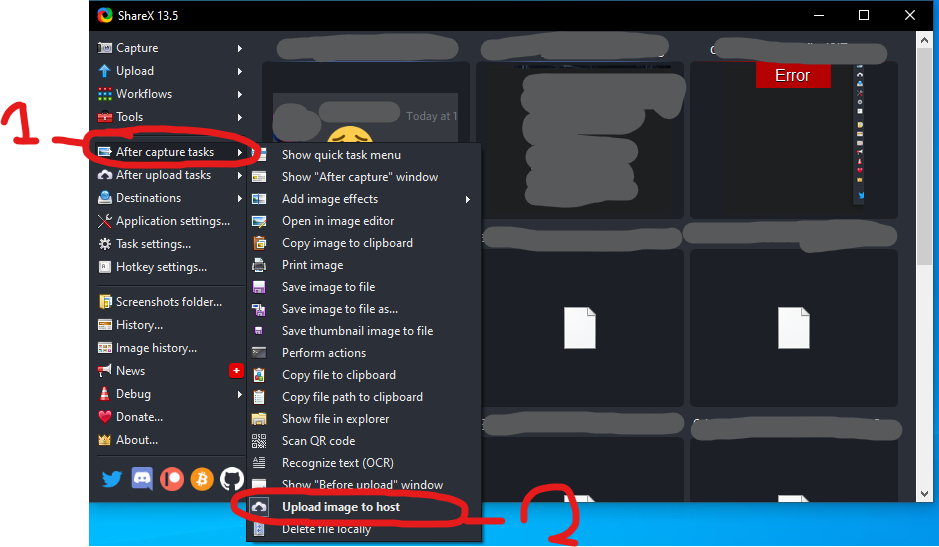 ShareX 13.5
Capture
Upload
Workflows
Tools
1
After capture tasks
After upload tasks
Destinations
Application settings...
Task settings...
Hotkey settings...
Screenshots folder...
History...
Image history...
News
Debug
Donate...
About...
Show quick task menu
Show "After capture" window
Add image effects
Open in image editor
Copy image to clipboard
Print image
Save image to file
Save image to file as...
Save thumbnail image to file
Perform actions
Copy file to clipboard
Copy file path to clipboard
Show file in explorer
Scan QR code
Recognize text (OCR)
Show "Before upload" window
Upload image to host
Delete file locally
2
Today at 1
Error